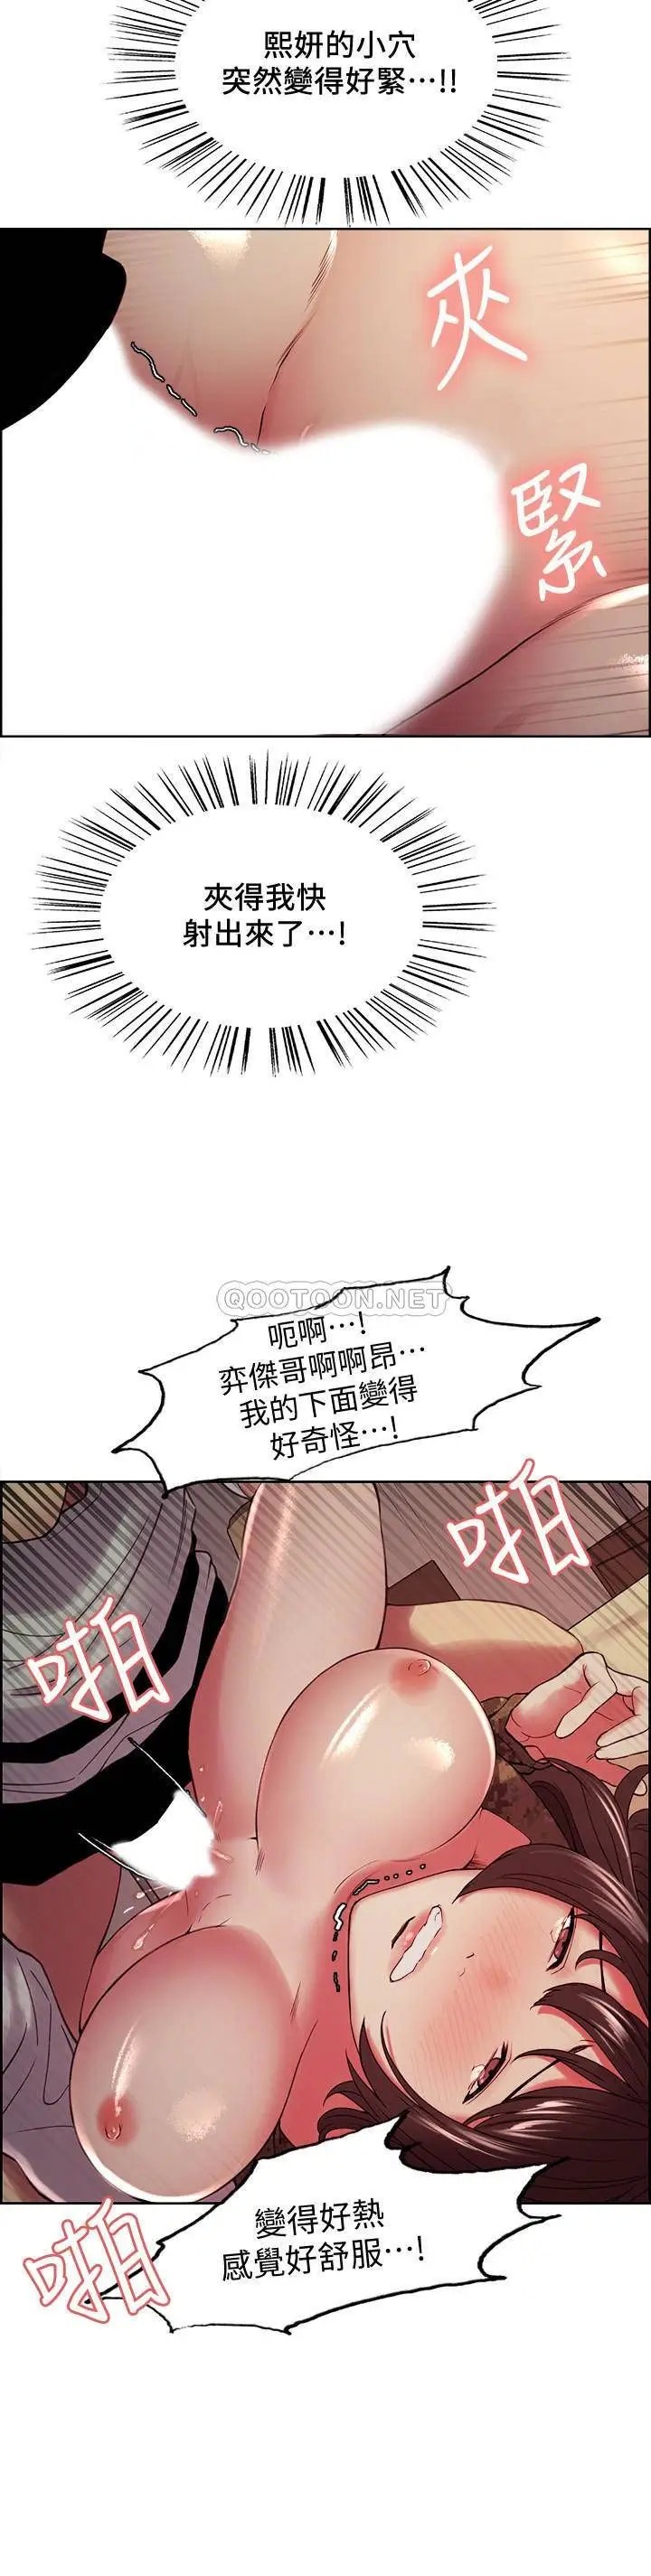 熙妍的小穴
突然變得好緊…!!
夾
緊
夾得我快
射出來了…!
QOOTOON.NET
呃啊…!
弈傑哥啊啊昂…
我的下面變得
好奇怪…!
啪
啪
變得好熱
感覺好舒服…!
啪